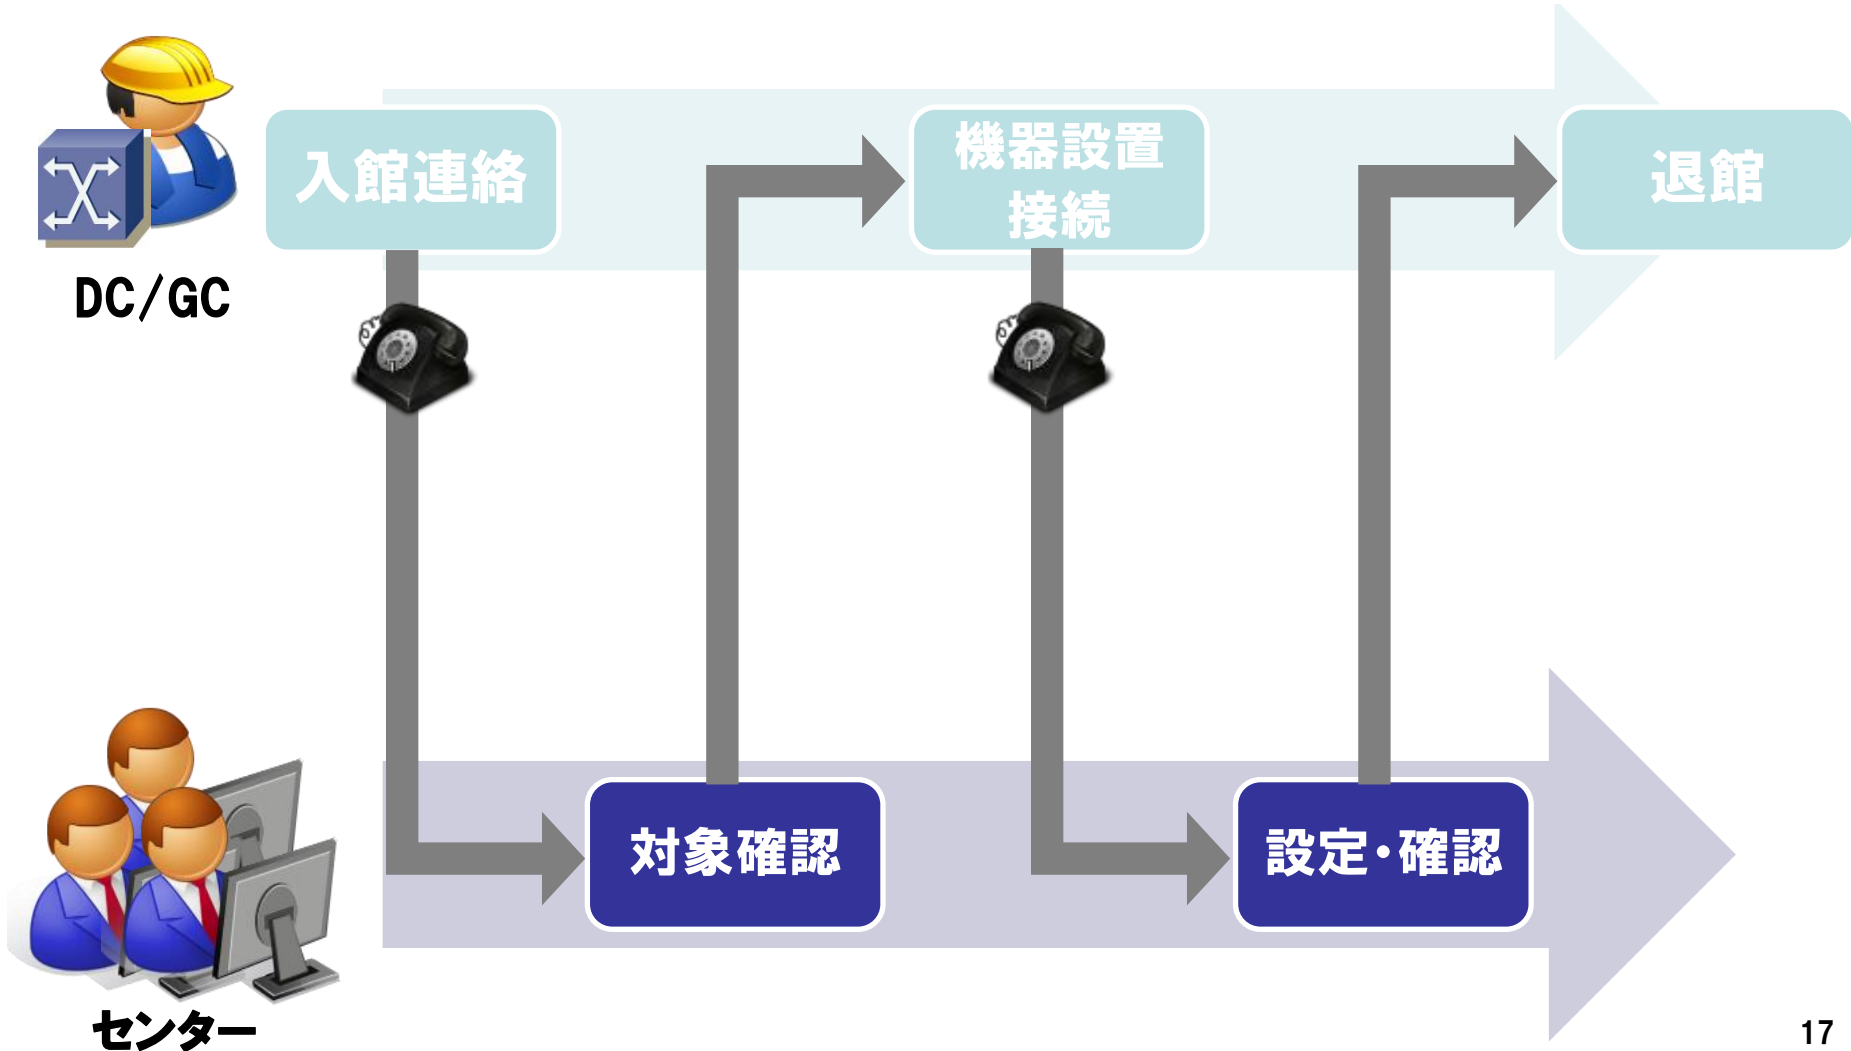 入館連絡
機器設置
接続
退館
DC/GC
対象確認
設定・確認
センター
17